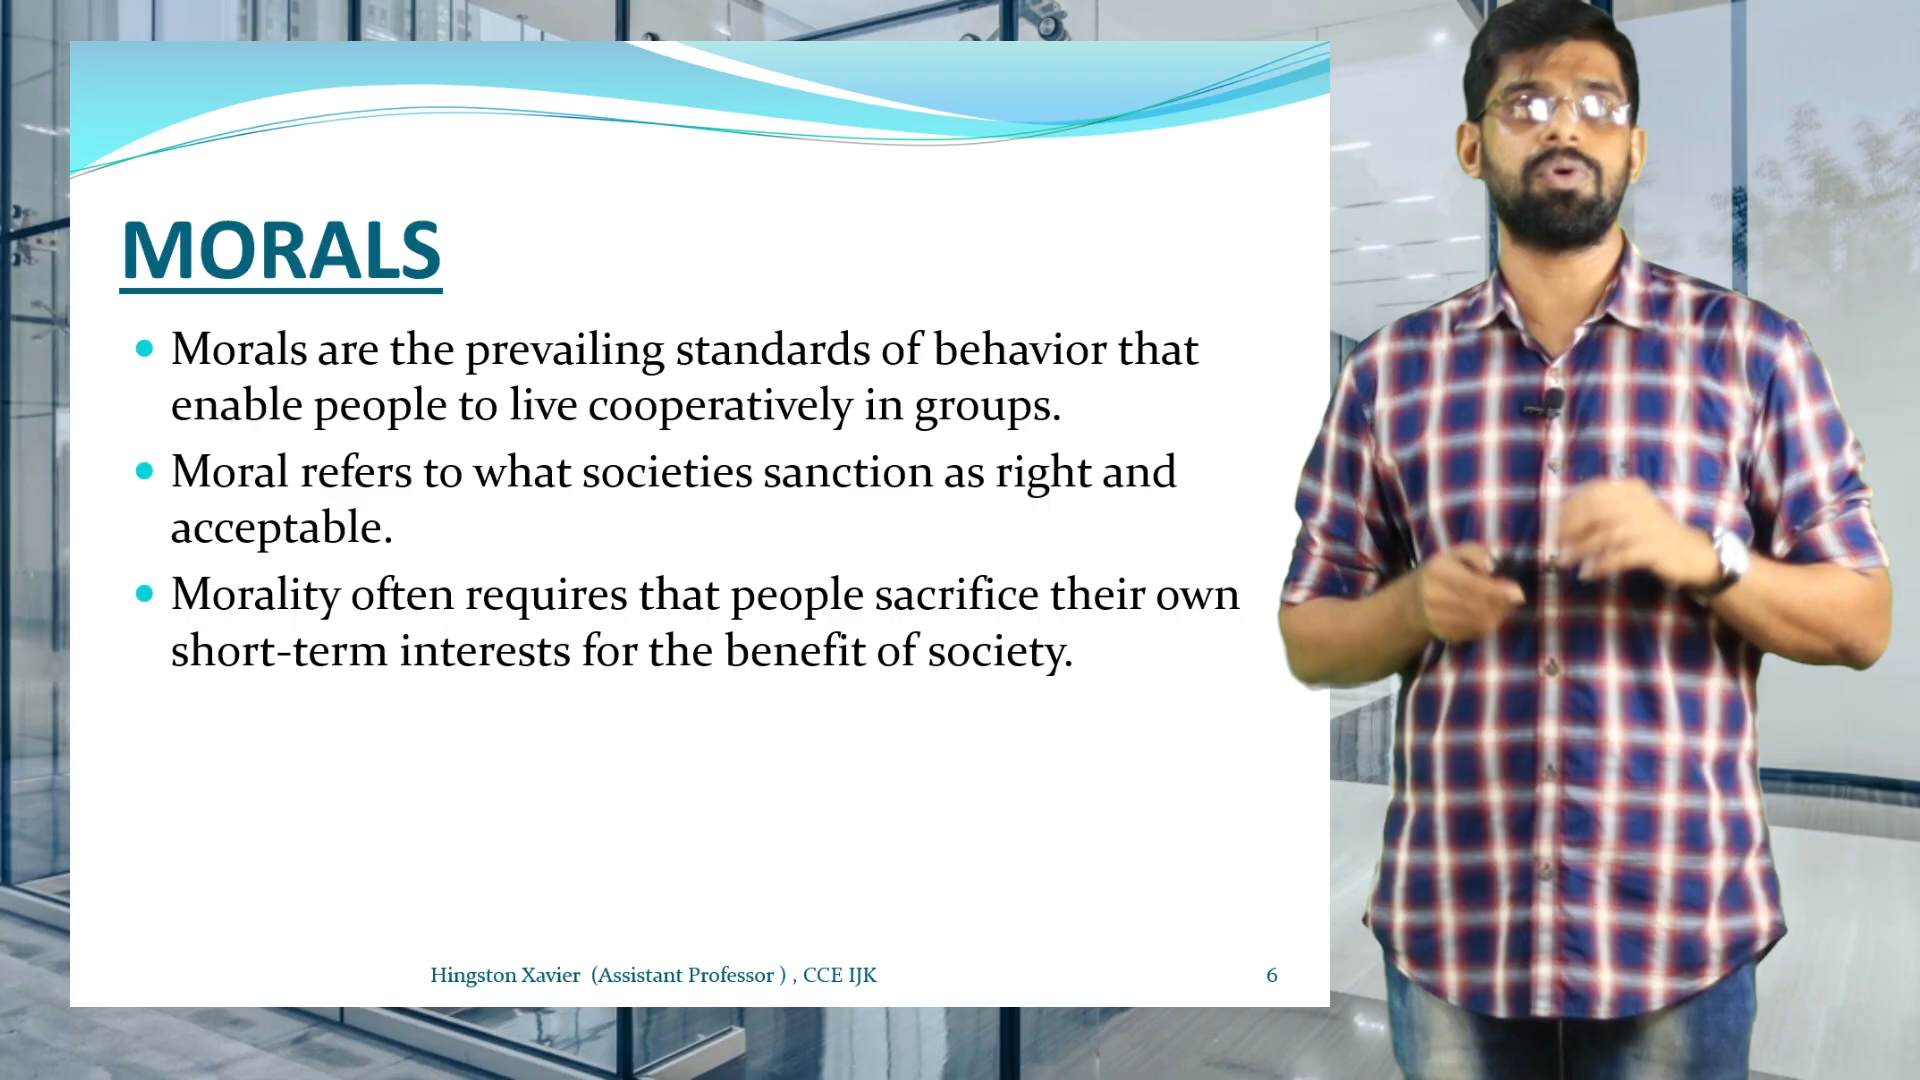 MORALS
Morals are the prevailing standards of behavior that
enable people to live cooperatively in groups.
Moral refers to what societies sanction as right and
acceptable.
Morality often requires that people sacrifice their own
short-term interests for the benefit of society.
Hingston Xavier (Assistant Professor ) , CCE IJK
6